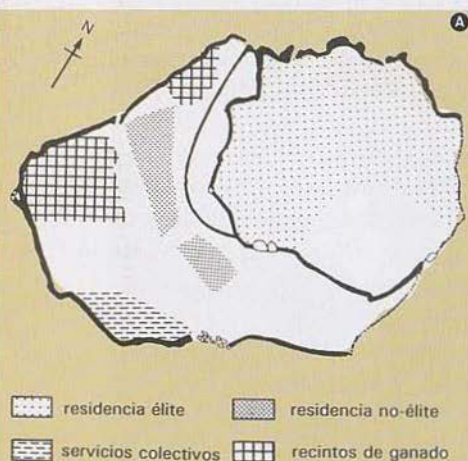 N
A
residencia élite
residencia no-élite
servicios colectivos
recintos de ganado